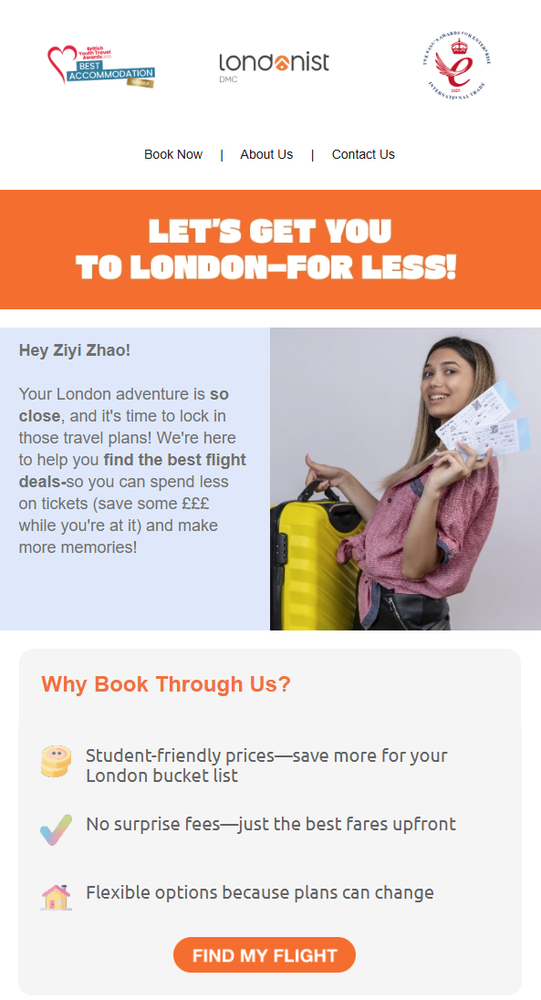 British
Youth Travel
Awards 2025
BEST
ACCOMMODATION
WINNER
londonist
DMC
THE KING'S AWARDS FOR ENTERPRISE
2025
INTERNATIONAL TRADE
Book Now | About Us | Contact Us
LET'S GET YOU
TO LONDON—FOR LESS!
Hey Ziyi Zhao!
Your London adventure is so
close, and it's time to lock in
those travel plans! We're here
to help you find the best flight
deals-so you can spend less
on tickets (save some £££
while you're at it) and make
more memories!
Why Book Through Us?
Student-friendly prices—save more for your
London bucket list
No surprise fees—just the best fares upfront
Flexible options because plans can change
FIND MY FLIGHT